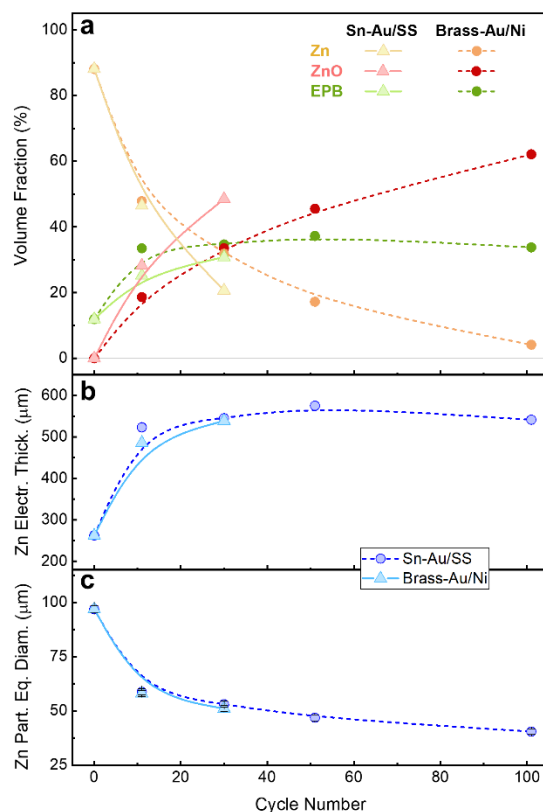 a
Sn-Au/SS Brass-Au/Ni
Zn
ZnO
EPB
Volume Fraction (%)
100
80
60
40
20
0
b
Zn Electr. Thick. (μm)
600
500
400
300
200
Sn-Au/SS
Brass-Au/Ni
c
Zn Part. Eq. Diam. (μm)
100
75
50
25
0 20 40 60 80 100
Cycle Number